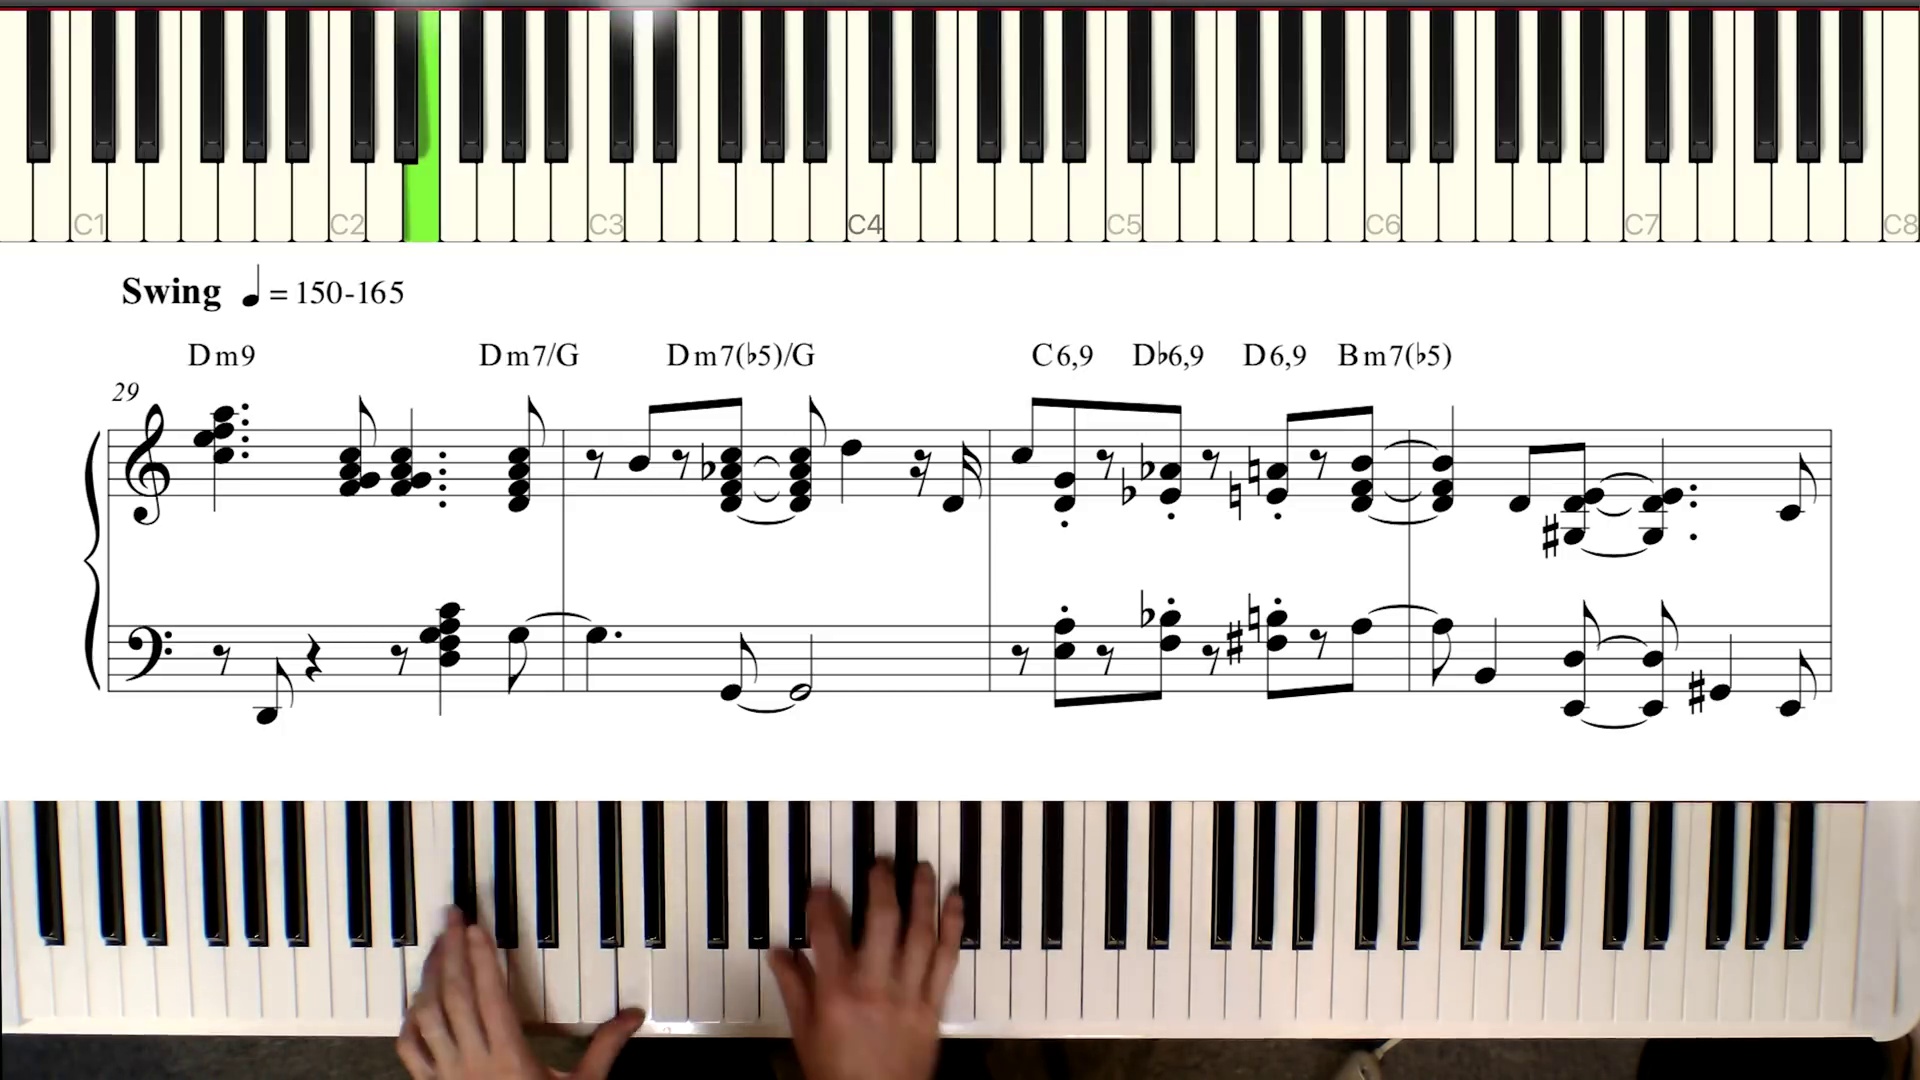 C1 C2 C3 C4 C5 C6 C7 C8
Swing ♩ = 150-165
Dm9 Dm7/G Dm7(♭5)/G C6,9 D♭6,9 D6,9 Bm7(♭5)
29